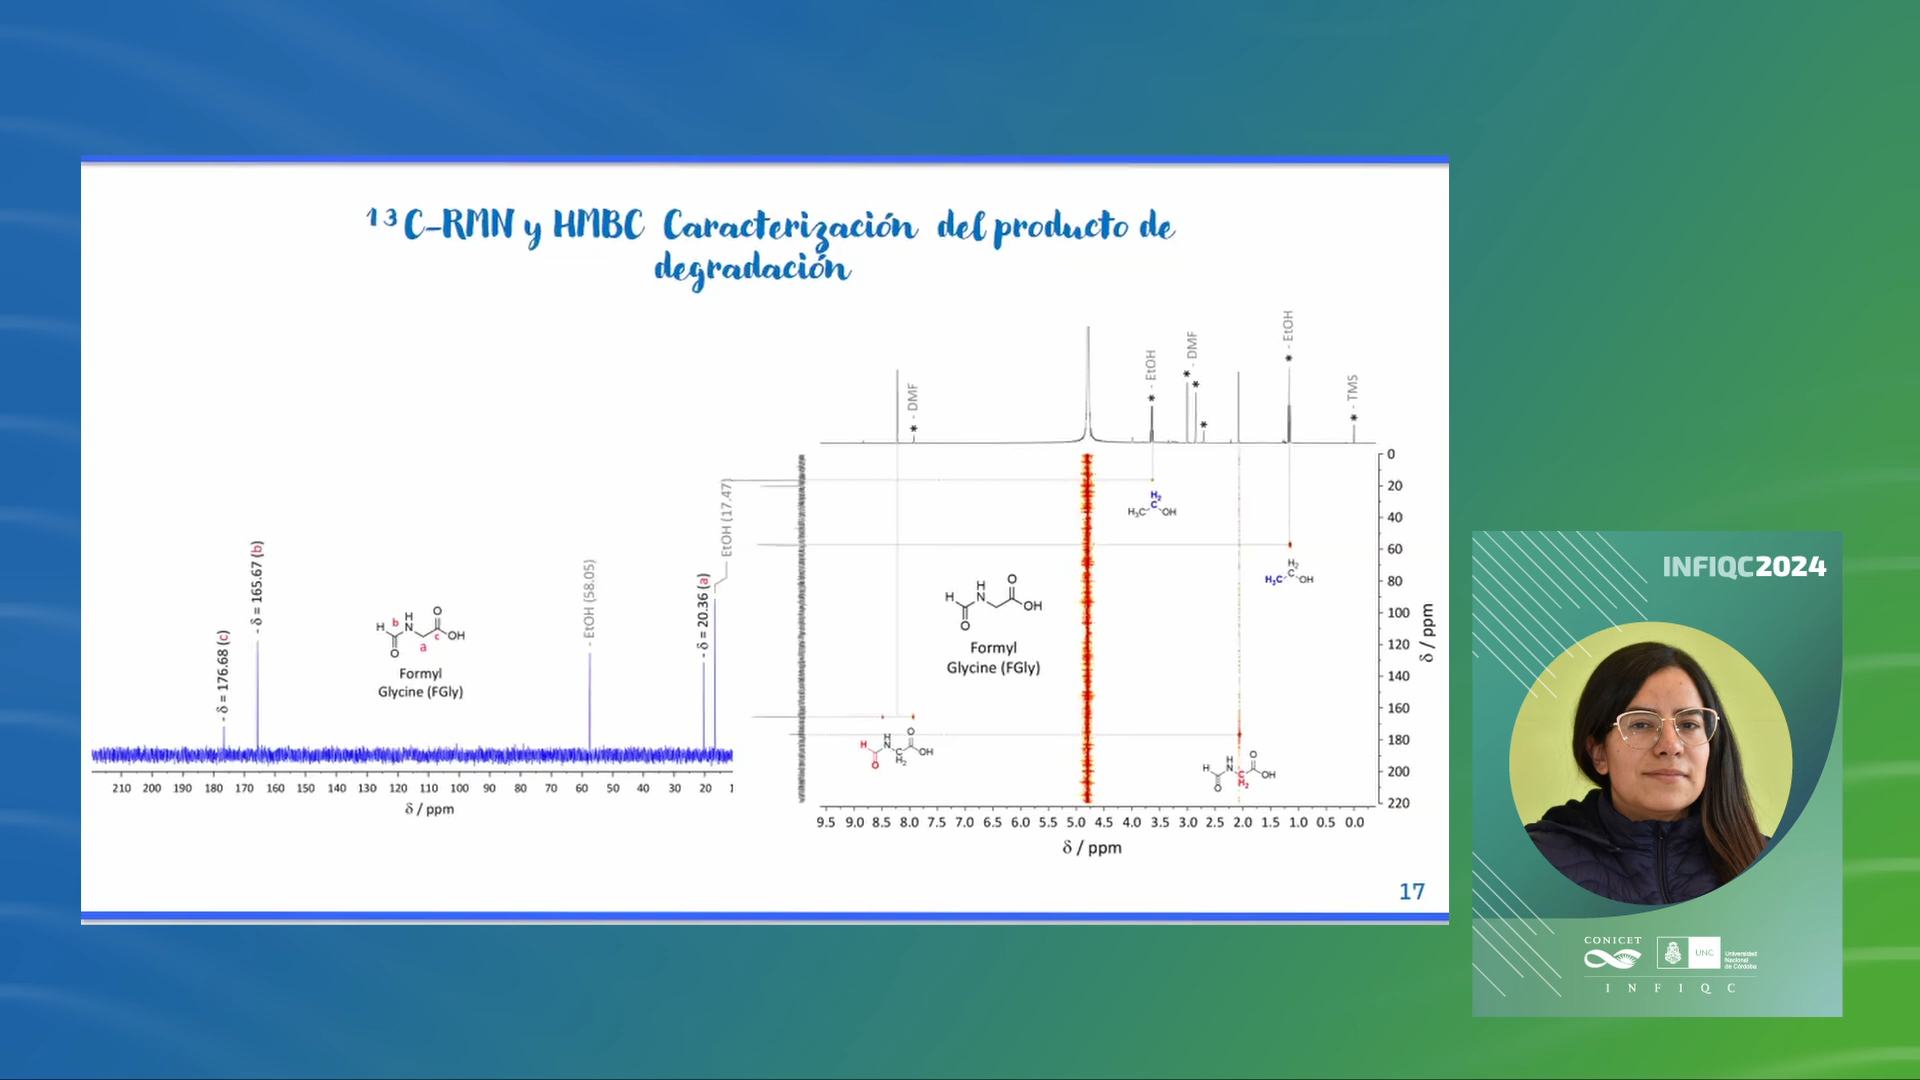 ¹³C-RMN y HMBC Caracterización del producto de
degradación
- δ = 176.68 (c)
- δ = 165.67 (b)
H
b
H
N
O
a
O
c
OH
Formyl
Glycine (FGly)
- EtOH (58.05)
- δ = 20.36 (a)
EtOH (17.47)
210 200 190 180 170 160 150 140 130 120 110 100 90 80 70 60 50 40 30 20 1
δ / ppm
* - DMF
* - EtOH
* * - DMF
*
* - EtOH
* - TMS
H₂
H₃C C OH
H₂
H₃C C OH
H
H
N
O
O
OH
Formyl
Glycine (FGly)
H
H
N
O
C
H₂
O
OH
H
H
N
O
C
H₂
O
OH
0
20
40
60
80
100
120
140
160
180
200
220
δ / ppm
9.5 9.0 8.5 8.0 7.5 7.0 6.5 6.0 5.5 5.0 4.5 4.0 3.5 3.0 2.5 2.0 1.5 1.0 0.5 0.0
δ / ppm
17
INFIQC2024
CONICET
UNC
Universidad
Nacional
de Córdoba
I N F I Q C